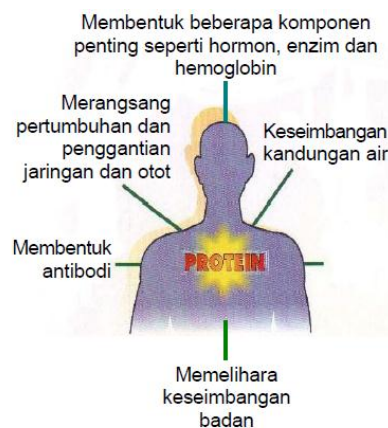 Membentuk beberapa komponen
penting seperti hormon, enzim dan
hemoglobin
Merangsang
pertumbuhan dan
penggantian
jaringan dan otot
Keseimbangan
kandungan air
Membentuk
antibodi
PROTEIN
Memelihara
keseimbangan
badan